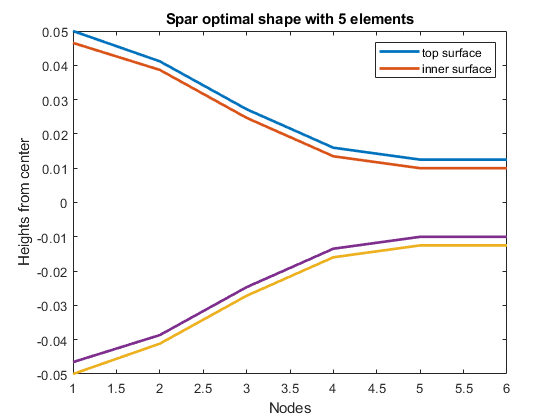 Spar optimal shape with 5 elements
top surface
inner surface
0.05
0.04
0.03
0.02
0.01
0
-0.01
-0.02
-0.03
-0.04
-0.05
Heights from center
1 1.5 2 2.5 3 3.5 4 4.5 5 5.5 6
Nodes